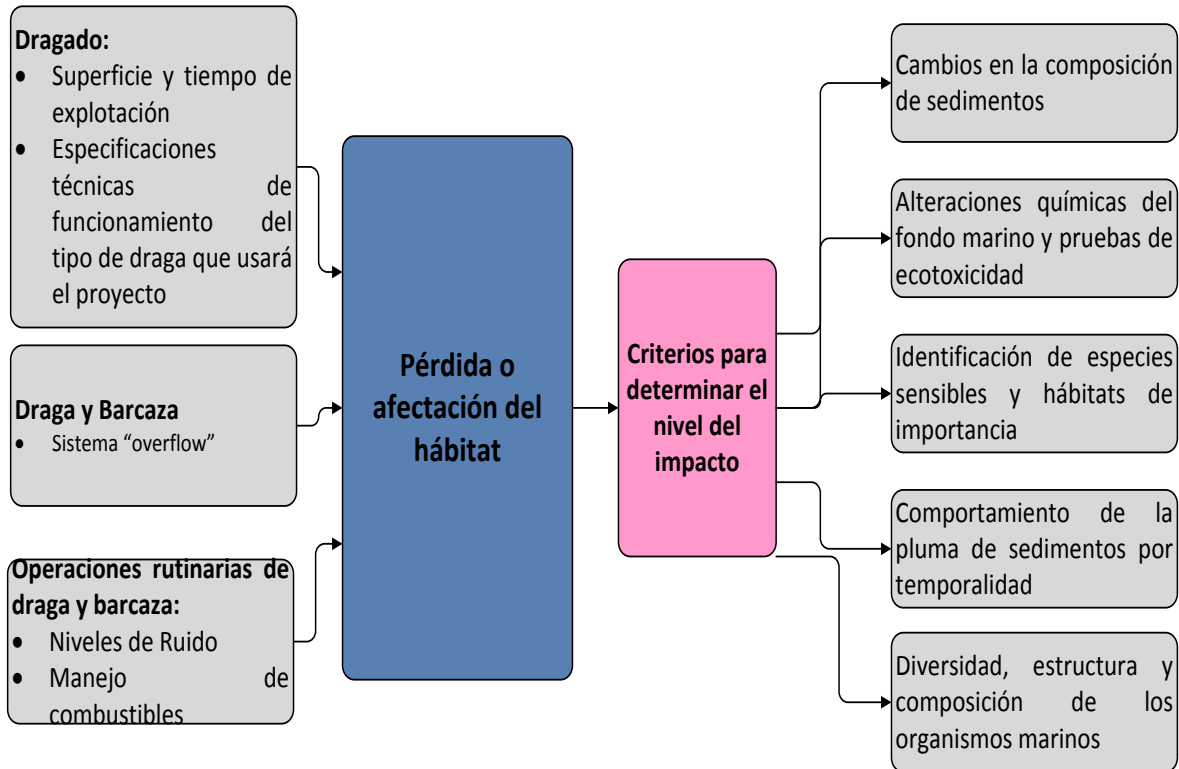 Dragado:
• Superficie y tiempo de
explotación
• Especificaciones
técnicas de
funcionamiento del
tipo de draga que usará
el proyecto
Draga y Barcaza
• Sistema “overflow”
Operaciones rutinarias de
draga y barcaza:
• Niveles de Ruido
• Manejo de
combustibles
Pérdida o
afectación del
hábitat
Criterios para
determinar el
nivel del
impacto
Cambios en la composición
de sedimentos
Alteraciones químicas del
fondo marino y pruebas de
ecotoxicidad
Identificación de especies
sensibles y hábitats de
importancia
Comportamiento de la
pluma de sedimentos por
temporalidad
Diversidad, estructura y
composición de los
organismos marinos